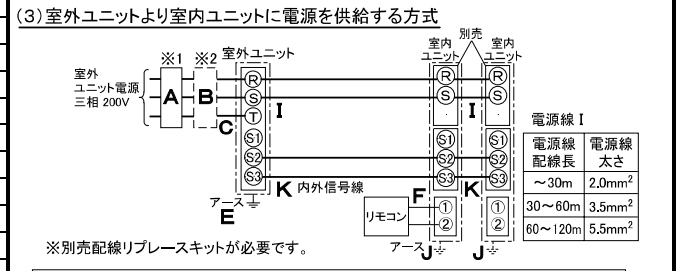 (3)室外ユニットより室内ユニットに電源を供給する方式
※1 ※2 室外ユニット
別売
室内
ユニット
室内
ユニット
室外
ユニット電源
三相 200V
A
B
C
R
S
T
S1
S2
S3
I
K 内外信号線
R
S
S1
S2
S3
I
K
R
S
S1
S2
S3
アース
E
F
リモコン
①
②
①
②
アース J
J
電源線 I
電源線
配線長
電源線
太さ
～30m 2.0mm²
30～60m 3.5mm²
60～120m 5.5mm²
※別売配線リプレースキットが必要です。